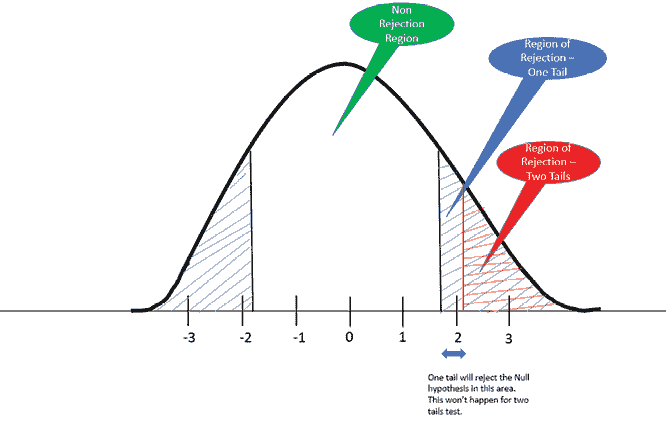 Non
Rejection
Region
Region of
Rejection –
One Tail
Region of
Rejection –
Two Tails
-3 -2 -1 0 1 2 3
One tail will reject the Null
hypothesis in this area.
This won't happen for two
tails test.